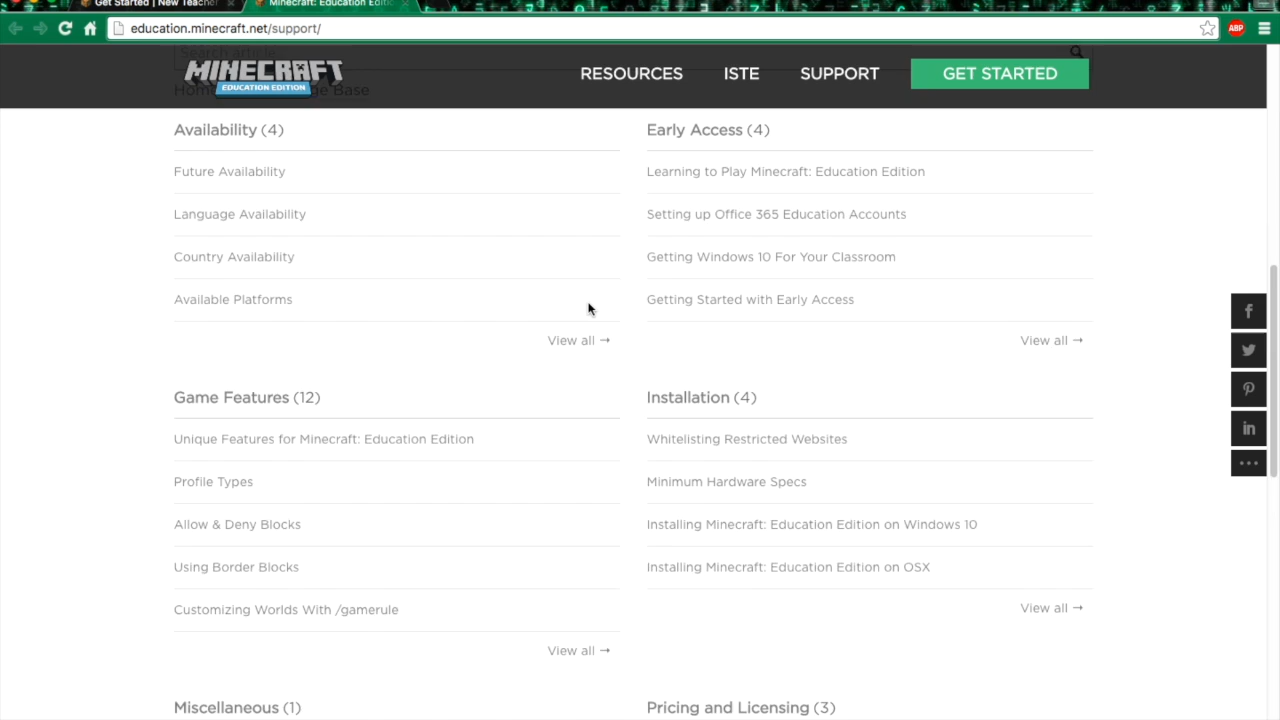 Get Started | New Teacher
Minecraft: Education Editi
education.minecraft.net/support/
ABP
Search article
MINECRAFT
EDUCATION EDITION
RESOURCES
ISTE
SUPPORT
GET STARTED
Base
Availability (4)
Future Availability
Language Availability
Country Availability
Available Platforms
View all →
Early Access (4)
Learning to Play Minecraft: Education Edition
Setting up Office 365 Education Accounts
Getting Windows 10 For Your Classroom
Getting Started with Early Access
View all →
Game Features (12)
Unique Features for Minecraft: Education Edition
Profile Types
Allow & Deny Blocks
Using Border Blocks
Customizing Worlds With /gamerule
View all →
Installation (4)
Whitelisting Restricted Websites
Minimum Hardware Specs
Installing Minecraft: Education Edition on Windows 10
Installing Minecraft: Education Edition on OSX
View all →
Miscellaneous (1)
Pricing and Licensing (3)